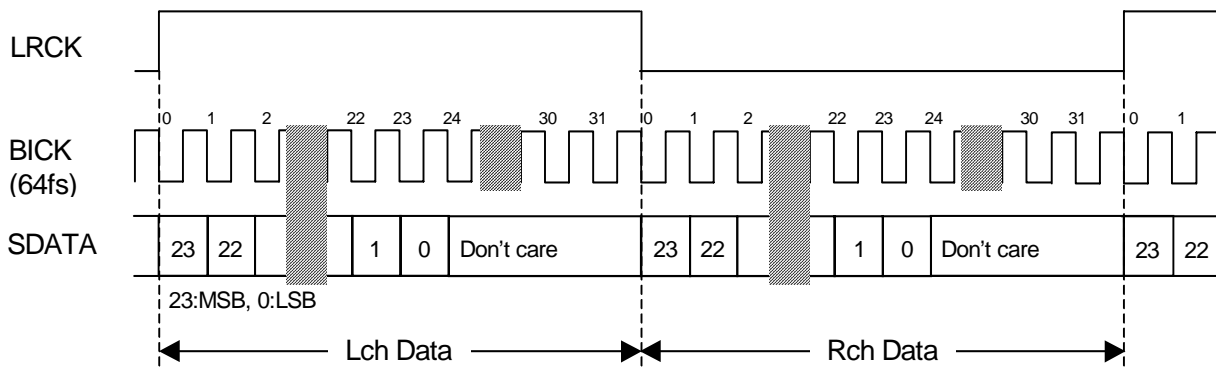 LRCK
0 1 2 22 23 24 30 31 0 1 2 22 23 24 30 31 0 1
BICK
(64fs)
SDATA 23 22 1 0 Don't care 23 22 1 0 Don't care 23 22
23:MSB, 0:LSB
Lch Data Rch Data